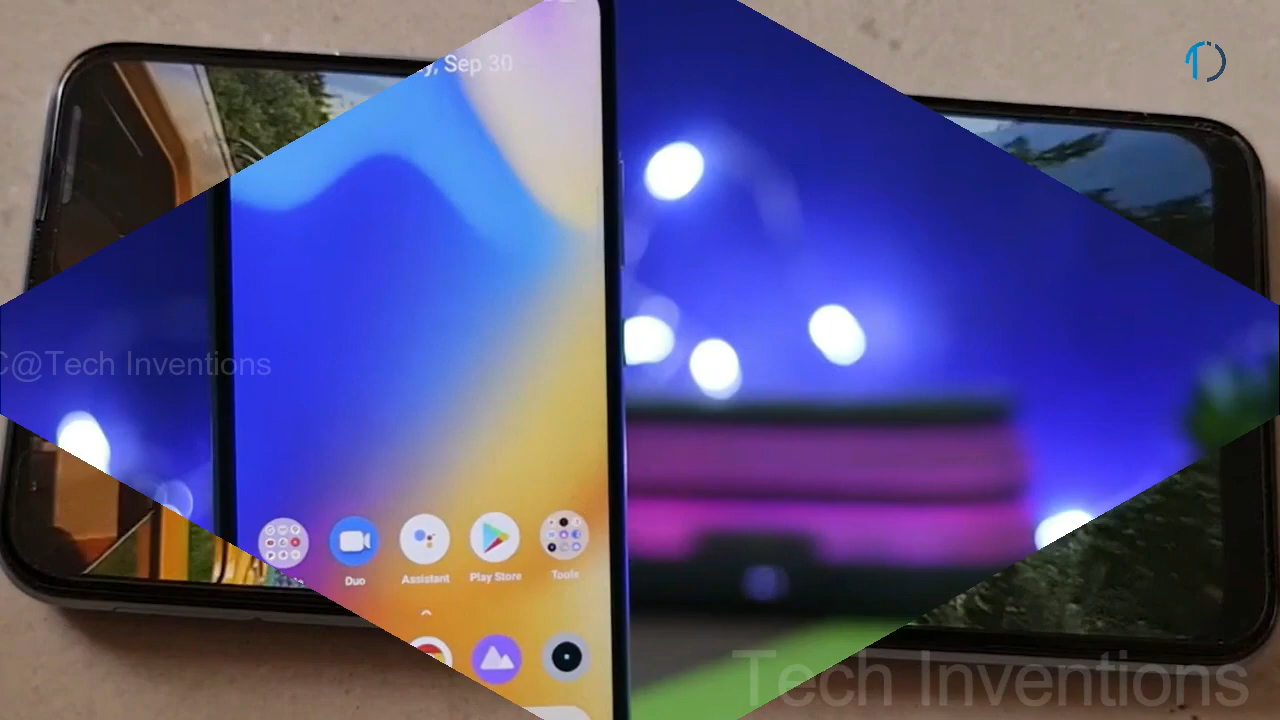 y, Sep 30
C@Tech Inventions
Duo
Assistant
Play Store
Tools
Tech Inventions